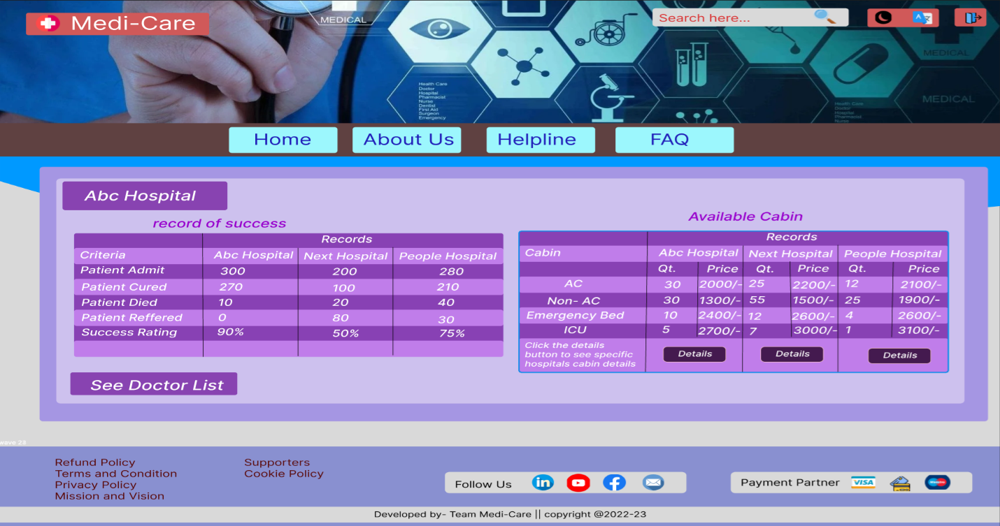 Medi-Care
MEDICAL
Search here...
MEDICAL
MEDICAL
Health Care
Doctor
Hospital
Pharmacist
Nurse
Dentist
First Aid
Surgeon
Emergency
Health Care
Doctor
Hospital
Pharmacist
Nurse
Home About Us Helpline FAQ
Abc Hospital
record of success
Records
Criteria Abc Hospital Next Hospital People Hospital
Patient Admit 300 200 280
Patient Cured 270 100 210
Patient Died 10 20 40
Patient Reffered 0 80 30
Success Rating 90% 50% 75%
Available Cabin
Records
Cabin Abc Hospital Next Hospital People Hospital
Qt. Price Qt. Price Qt. Price
AC 30 2000/- 25 2200/- 12 2100/-
Non- AC 30 1300/- 55 1500/- 25 1900/-
Emergency Bed 10 2400/- 12 2600/- 4 2600/-
ICU 5 2700/- 7 3000/- 1 3100/-
Click the details
button to see specific
hospitals cabin details
Details Details Details
See Doctor List
wave 23
Refund Policy
Terms and Condition
Privacy Policy
Mission and Vision
Supporters
Cookie Policy
Follow Us
Payment Partner VISA
Developed by- Team Medi-Care || copyright @2022-23